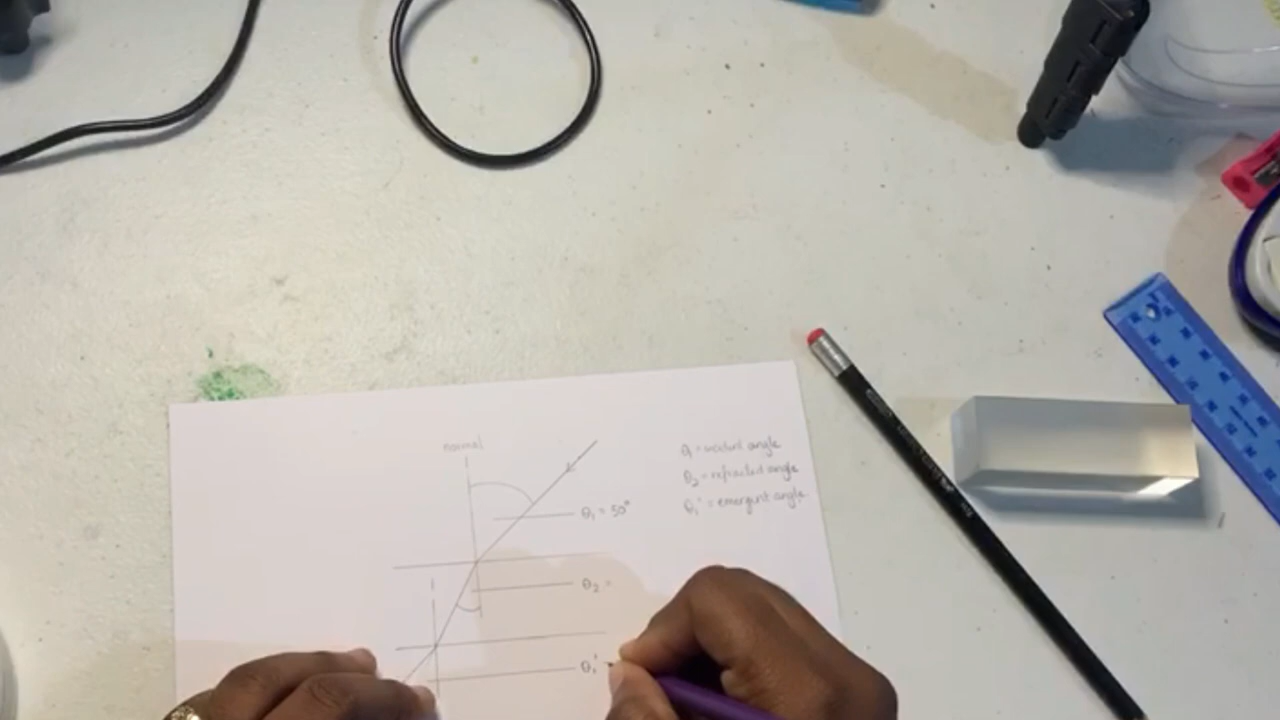 normal
θ₁ = incident angle
θ₂ = refracted angle
θ₁' = emergent angle
θ₁ = 50°
θ₂ =
θ₁'